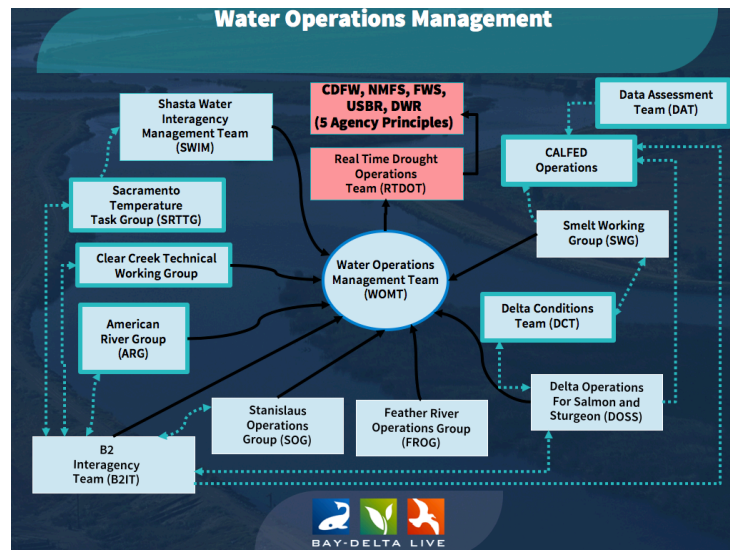 Water Operations Management
CDFW, NMFS, FWS,
USBR, DWR
(5 Agency Principles)
Data Assessment
Team (DAT)
Shasta Water
Interagency
Management Team
(SWIM)
Real Time Drought
Operations
Team (RTDOT)
CALFED
Operations
Sacramento
Temperature
Task Group (SRTTG)
Smelt Working
Group (SWG)
Clear Creek Technical
Working Group
Water Operations
Management Team
(WOMT)
American
River Group
(ARG)
Delta Conditions
Team (DCT)
Stanislaus
Operations
Group (SOG)
Feather River
Operations Group
(FROG)
Delta Operations
For Salmon and
Sturgeon (DOSS)
B2
Interagency
Team (B2IT)
BAY-DELTA LIVE